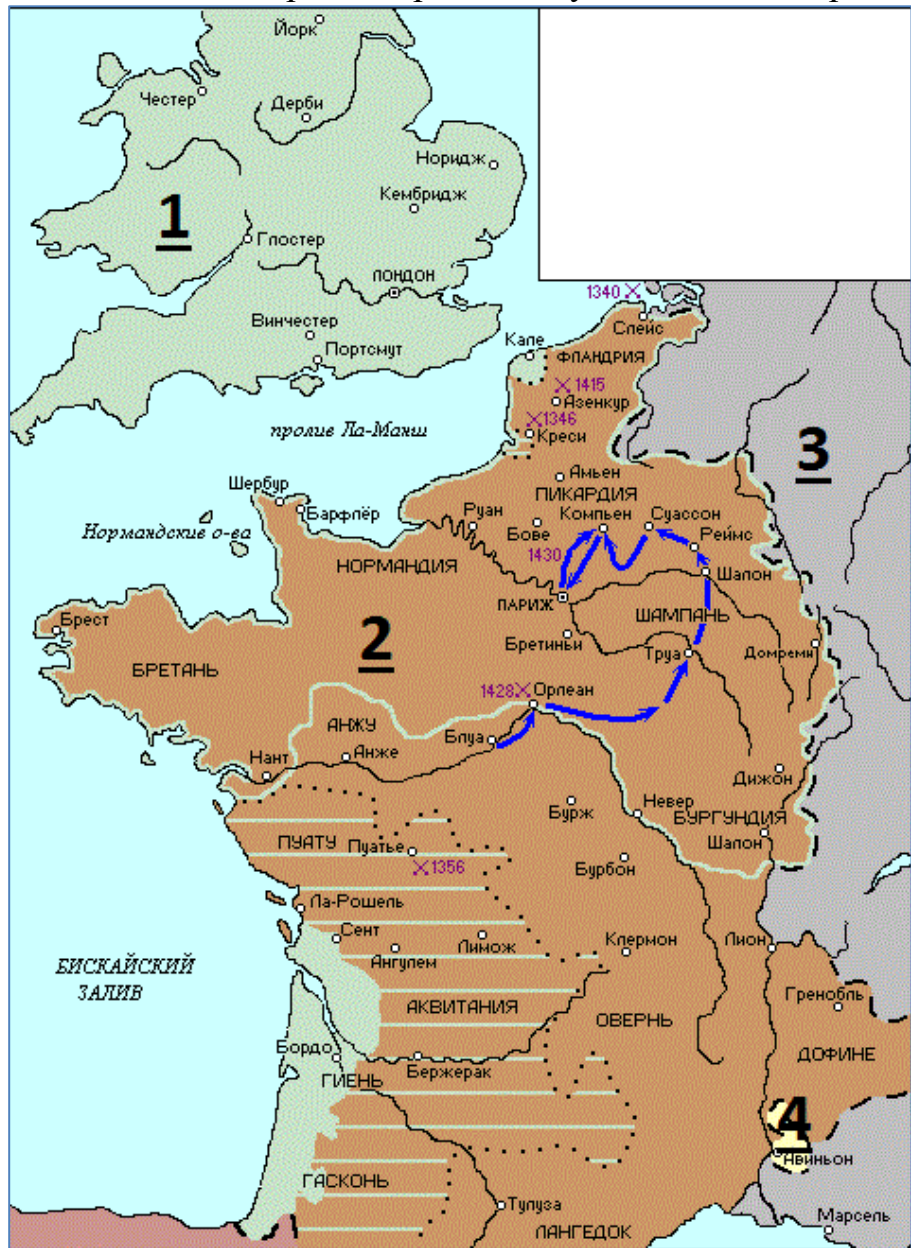 Йорк
Честер
Дерби
Норидж
Кембридж
1
Глостер
ЛОНДОН
1340
Винчестер
Слейс
Портсмут
Кале
ФЛАНДРИЯ
1415
Азенкур
пролив Ла-Манш
1346
Креси
3
Амьен
Шербур
ПИКАРДИЯ
Барфлёр
Руан
Компьен
Суассон
Нормандские о-ва
Бове
Реймс
1430
НОРМАНДИЯ
Шалон
ПАРИЖ
ШАМПАНЬ
Брест
2
Бретиньи
Труа
Домреми
БРЕТАНЬ
1428
Орлеан
АНЖУ
Блуа
Нант
Анже
Дижон
Бурж
Невер
БУРГУНДИЯ
ПУАТУ
Шалон
Пуатье
1356
Бурбон
Ла-Рошель
Сент
Лимож
Клермон
Лион
Ангулем
БИСКАЙСКИЙ
ЗАЛИВ
Гренобль
АКВИТАНИЯ
ОВЕРНЬ
Бордо
ДОФИНЕ
Бержерак
ГИЕНЬ
4
Авиньон
ГАСКОНЬ
Тулуза
Марсель
ЛАНГЕДОК